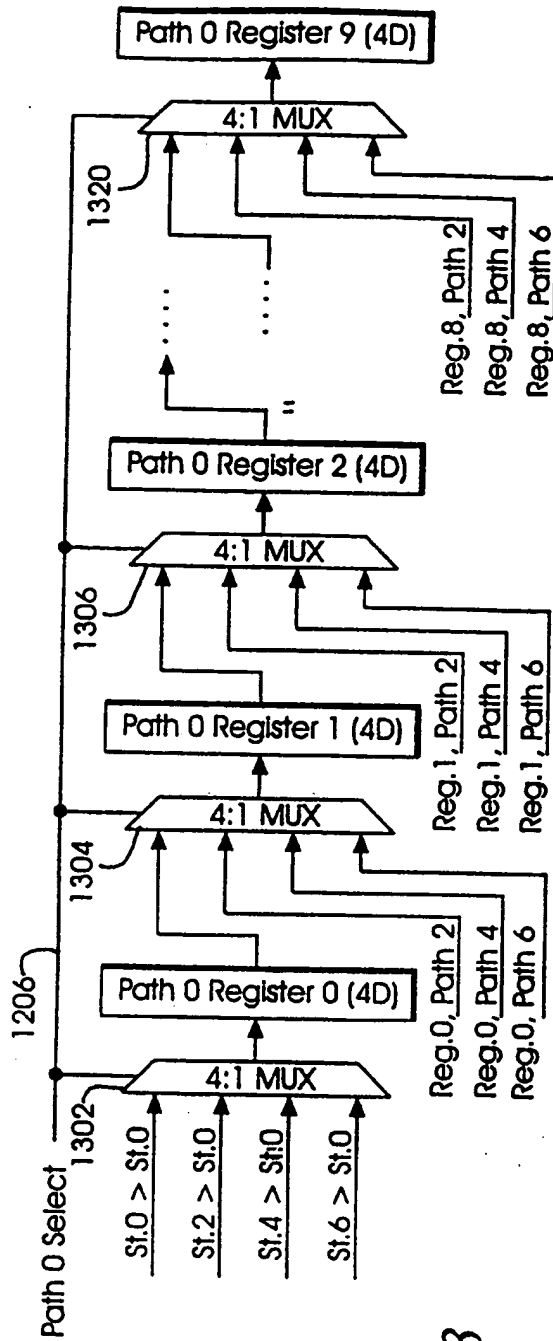 Path 0 Select
1206
1302
1304
1306
1320
St.0 > St.0
St.2 > St.0
St.4 > St.0
St.6 > St.0
4:1 MUX
Path 0 Register 0 (4D)
Reg.0, Path 2
Reg.0, Path 4
Reg.0, Path 6
4:1 MUX
Path 0 Register 1 (4D)
Reg.1, Path 2
Reg.1, Path 4
Reg.1, Path 6
4:1 MUX
Path 0 Register 2 (4D)
Reg.8, Path 2
Reg.8, Path 4
Reg.8, Path 6
4:1 MUX
Path 0 Register 9 (4D)
3